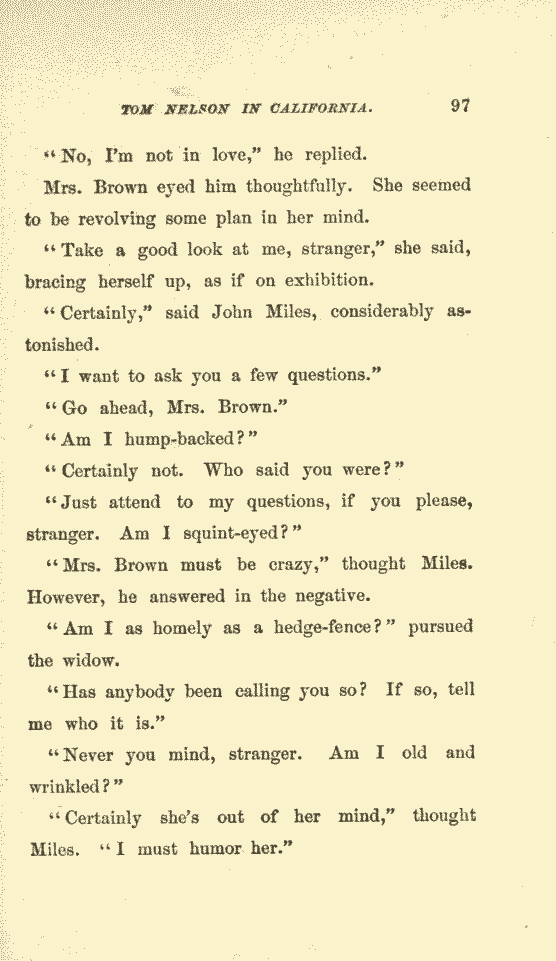 TOM NELSON IN CALIFORNIA. 97
“No, I’m not in love,” he replied.
Mrs. Brown eyed him thoughtfully. She seemed
to be revolving some plan in her mind.
“Take a good look at me, stranger,” she said,
bracing herself up, as if on exhibition.
“Certainly,” said John Miles, considerably as-
tonished.
“I want to ask you a few questions.”
“Go ahead, Mrs. Brown.”
“Am I hump-backed?”
“Certainly not. Who said you were?”
“Just attend to my questions, if you please,
stranger. Am I squint-eyed?”
“Mrs. Brown must be crazy,” thought Miles.
However, he answered in the negative.
“Am I as homely as a hedge-fence?” pursued
the widow.
“Has anybody been calling you so? If so, tell
me who it is.”
“Never you mind, stranger. Am I old and
wrinkled?”
“Certainly she’s out of her mind,” thought
Miles. “I must humor her.”